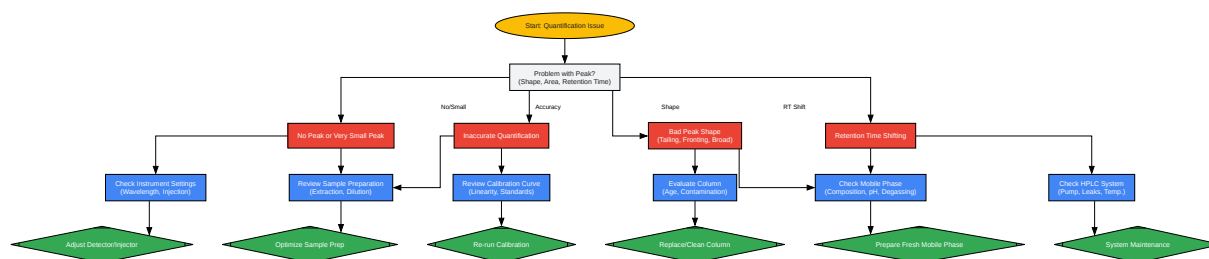 Start: Quantification Issue
Problem with Peak?
(Shape, Area, Retention Time)
No/Small
Accuracy
Shape
RT Shift
No Peak or Very Small Peak
Inaccurate Quantification
Bad Peak Shape
(Tailing, Fronting, Broad)
Retention Time Shifting
Check Instrument Settings
(Wavelength, Injection)
Review Sample Preparation
(Extraction, Dilution)
Review Calibration Curve
(Linearity, Standards)
Evaluate Column
(Age, Contamination)
Check Mobile Phase
(Composition, pH, Degassing)
Check HPLC System
(Pump, Leaks, Temp.)
Adjust Detector/Injector
Optimize Sample Prep
Re-run Calibration
Replace/Clean Column
Prepare Fresh Mobile Phase
System Maintenance